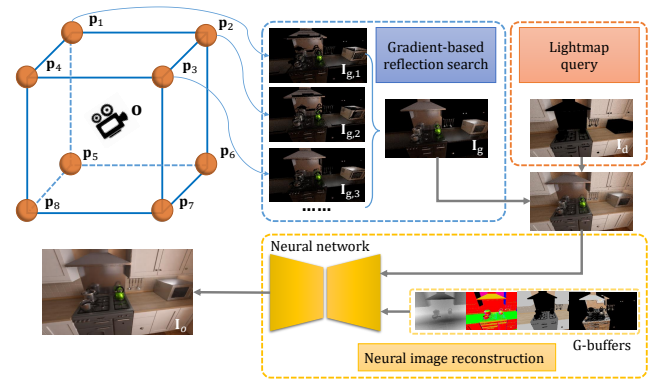 p1
p2
p3
p4
o
p5
p6
p7
p8
Ig,1
Ig,2
Ig,3
......
Gradient-based
reflection search
Ig
Lightmap
query
Id
Neural network
Io
G-buffers
Neural image reconstruction